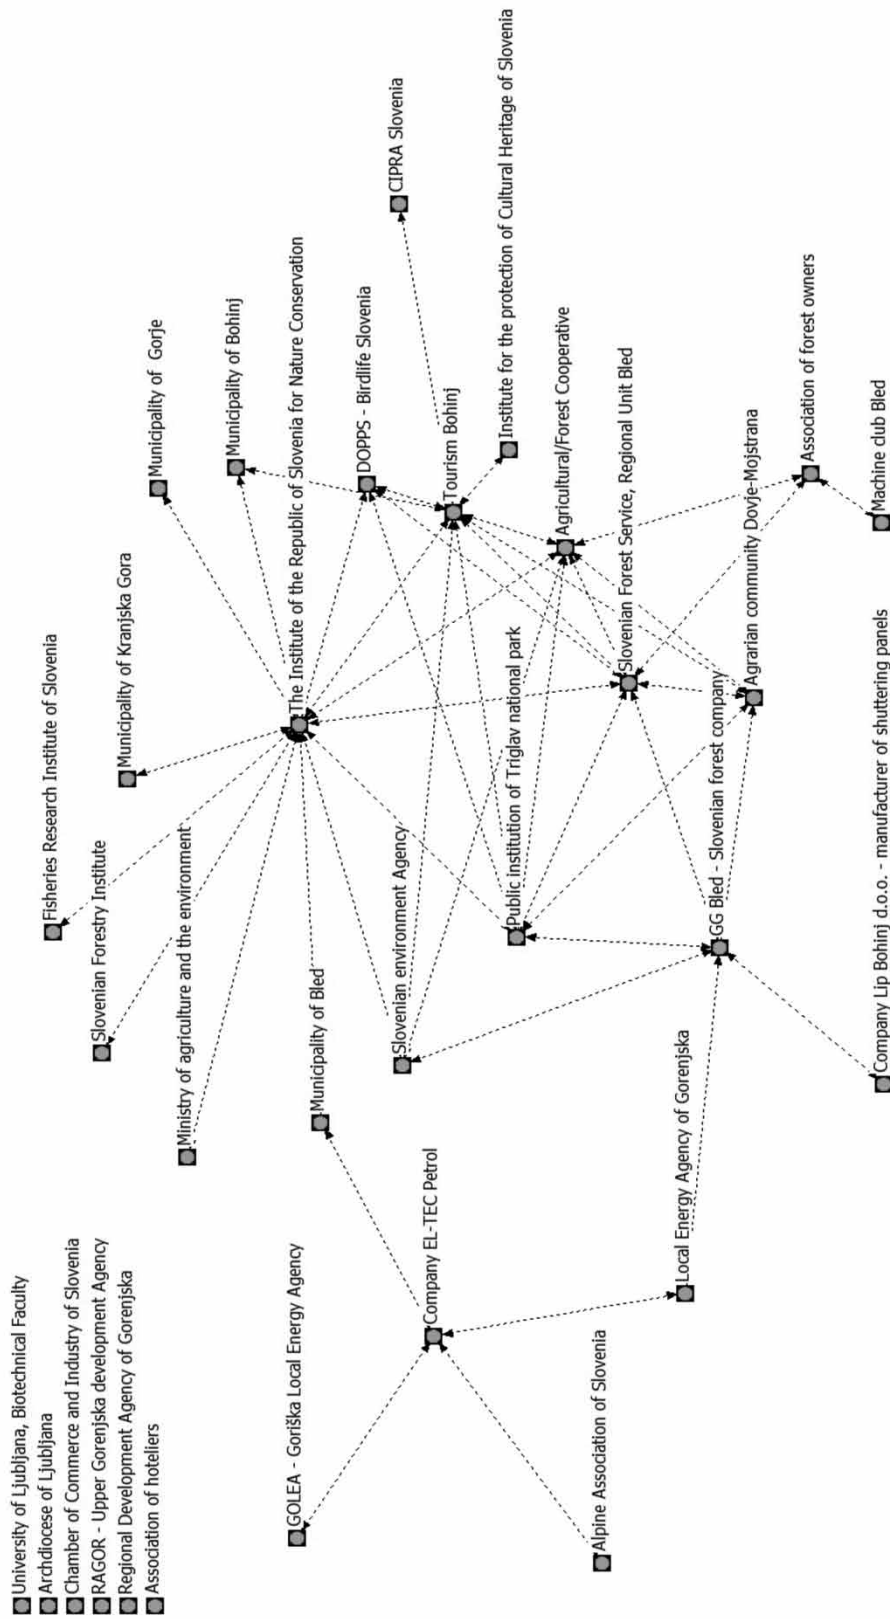 University of Ljubljana, Biotechnical Faculty
Archdiocese of Ljubljana
Chamber of Commerce and Industry of Slovenia
RAGOR - Upper Gorenjska development Agency
Regional Development Agency of Gorenjska
Association of hoteliers
Fisheries Research Institute of Slovenia
Slovenian Forestry Institute
Municipality of Kranjska Gora
Municipality of  Gorje
Ministry of agriculture and the environment
Municipality of Bohinj
GOLEA - Goriška Local Energy Agency
The Institute of the Republic of Slovenia for Nature Conservation
Municipality of Bled
DOPPS - Birdlife Slovenia
CIPRA Slovenia
Slovenian environment Agency
Company EL-TEC Petrol
Tourism Bohinj
Institute for the protection of Cultural Heritage of Slovenia
Public institution of Triglav national park
Agricultural/Forest Cooperative
Alpine Association of Slovenia
Slovenian Forest Service, Regional Unit Bled
Local Energy Agency of Gorenjska
GG Bled - Slovenian forest company
Agrarian community Dovje-Mojstrana
Association of forest owners
Company Lip Bohinj d.o.o. - manufacturer of shuttering panels
Machine club Bled